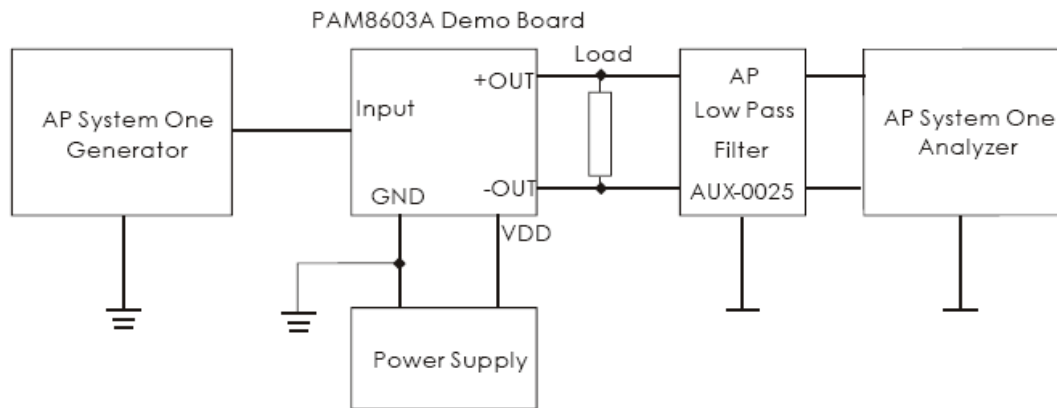 PAM8603A Demo Board
AP System One
Generator
Input
+OUT
-OUT
GND
VDD
Load
AP
Low Pass
Filter
AUX-0025
AP System One
Analyzer
Power Supply